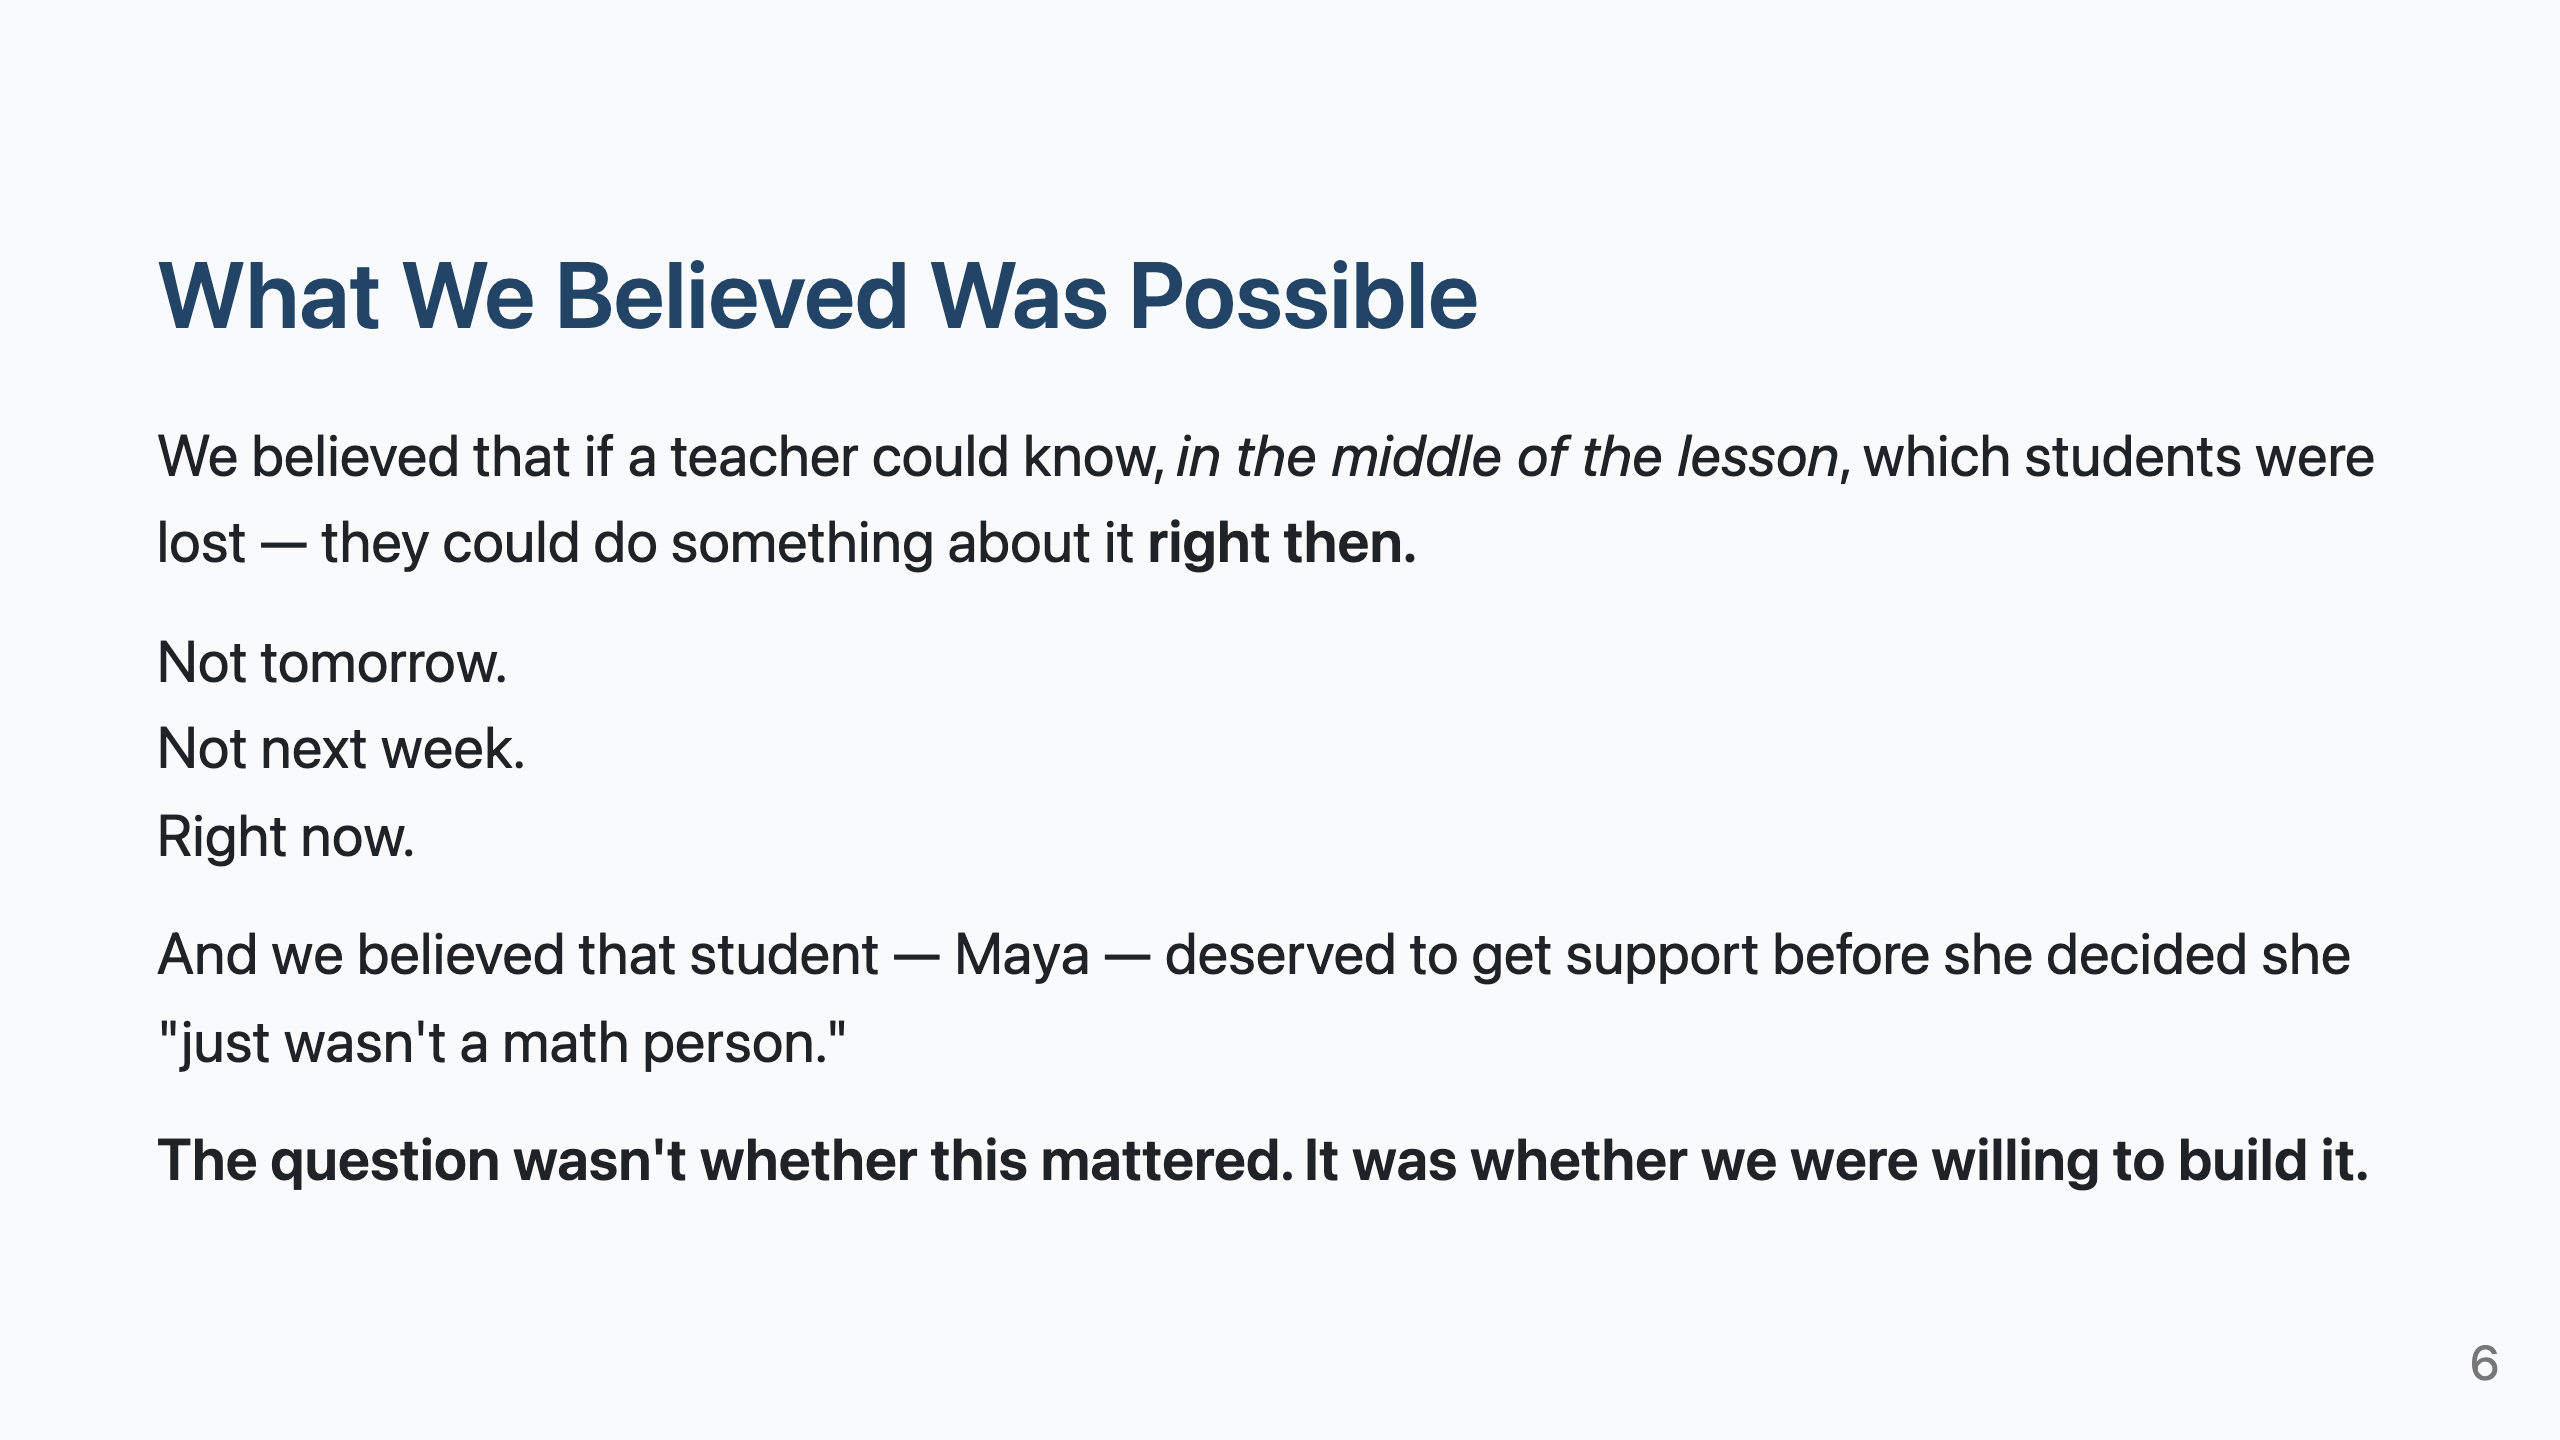 What We Believed Was Possible
We believed that if a teacher could know, in the middle of the lesson, which students were
lost — they could do something about it right then.
Not tomorrow.
Not next week.
Right now.
And we believed that student — Maya — deserved to get support before she decided she
"just wasn't a math person."
The question wasn't whether this mattered. It was whether we were willing to build it.
6